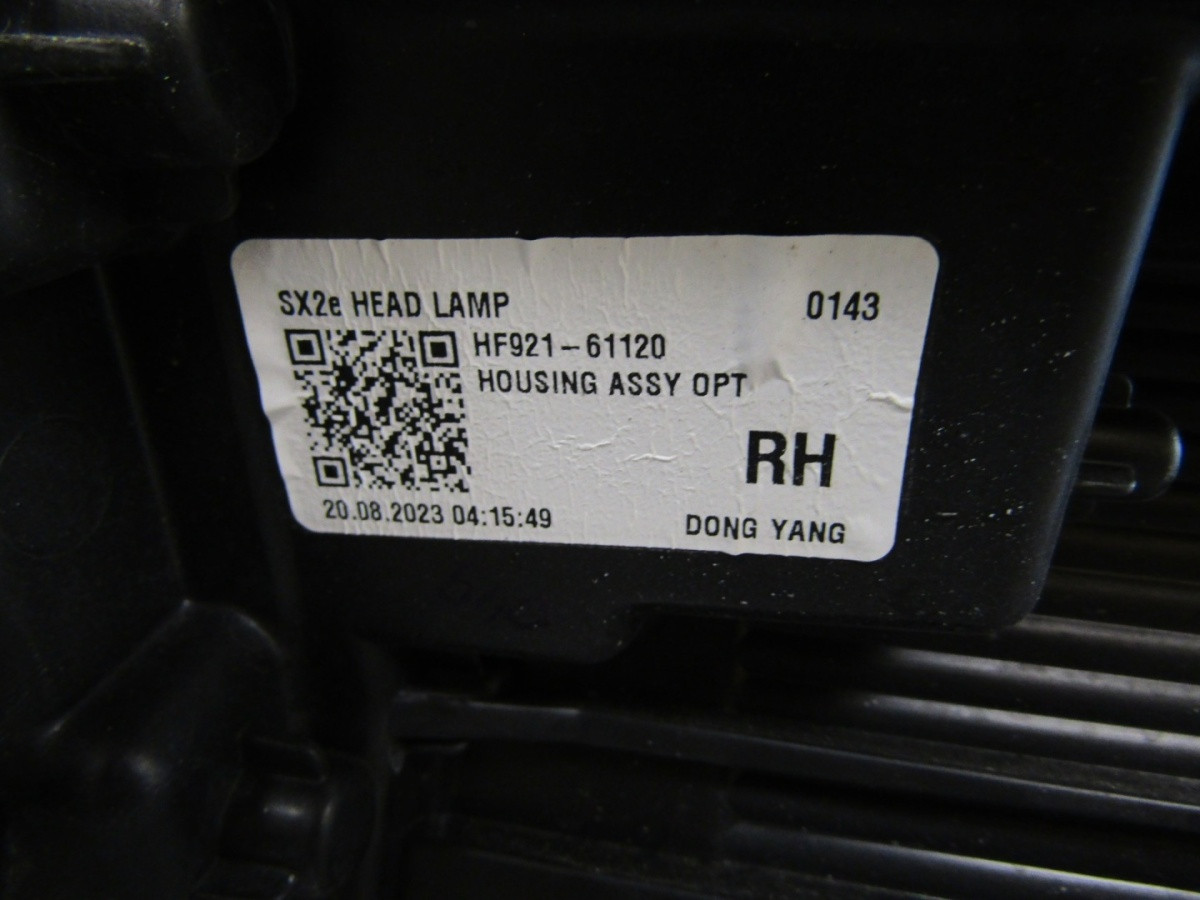 SX2e HEAD LAMP 0143
HF921-61120
HOUSING ASSY OPT
RH
20.08.2023 04:15:49 DONG YANG